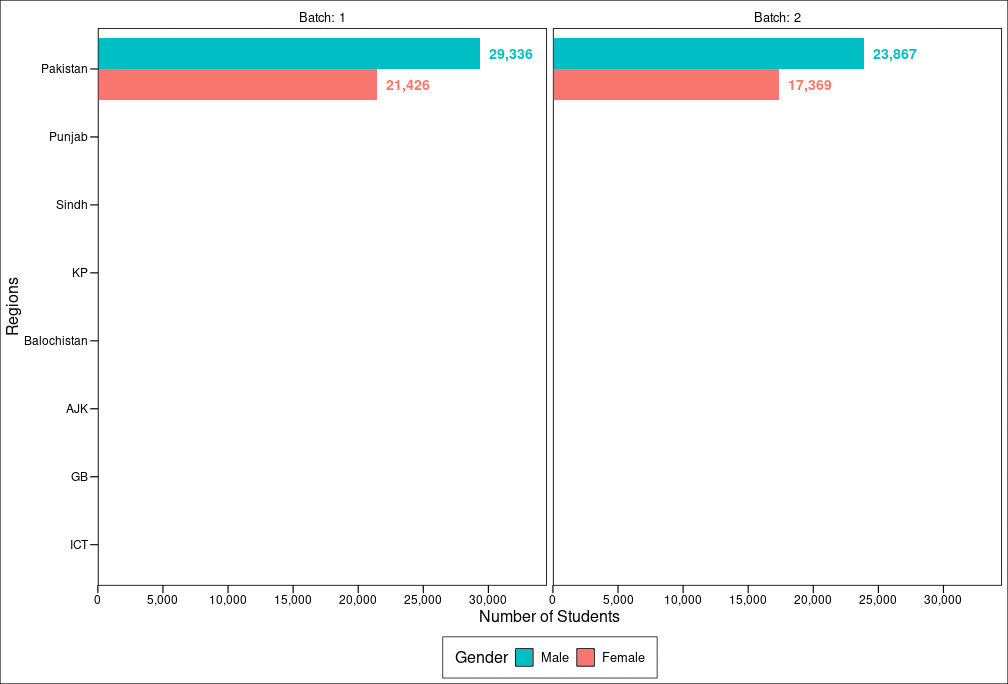 Batch: 1
Batch: 2
Pakistan
29,336
23,867
21,426
17,369
Punjab
Sindh
KP
Regions
Balochistan
AJK
GB
ICT
0 5,000 10,000 15,000 20,000 25,000 30,000
0 5,000 10,000 15,000 20,000 25,000 30,000
Number of Students
Gender Male Female